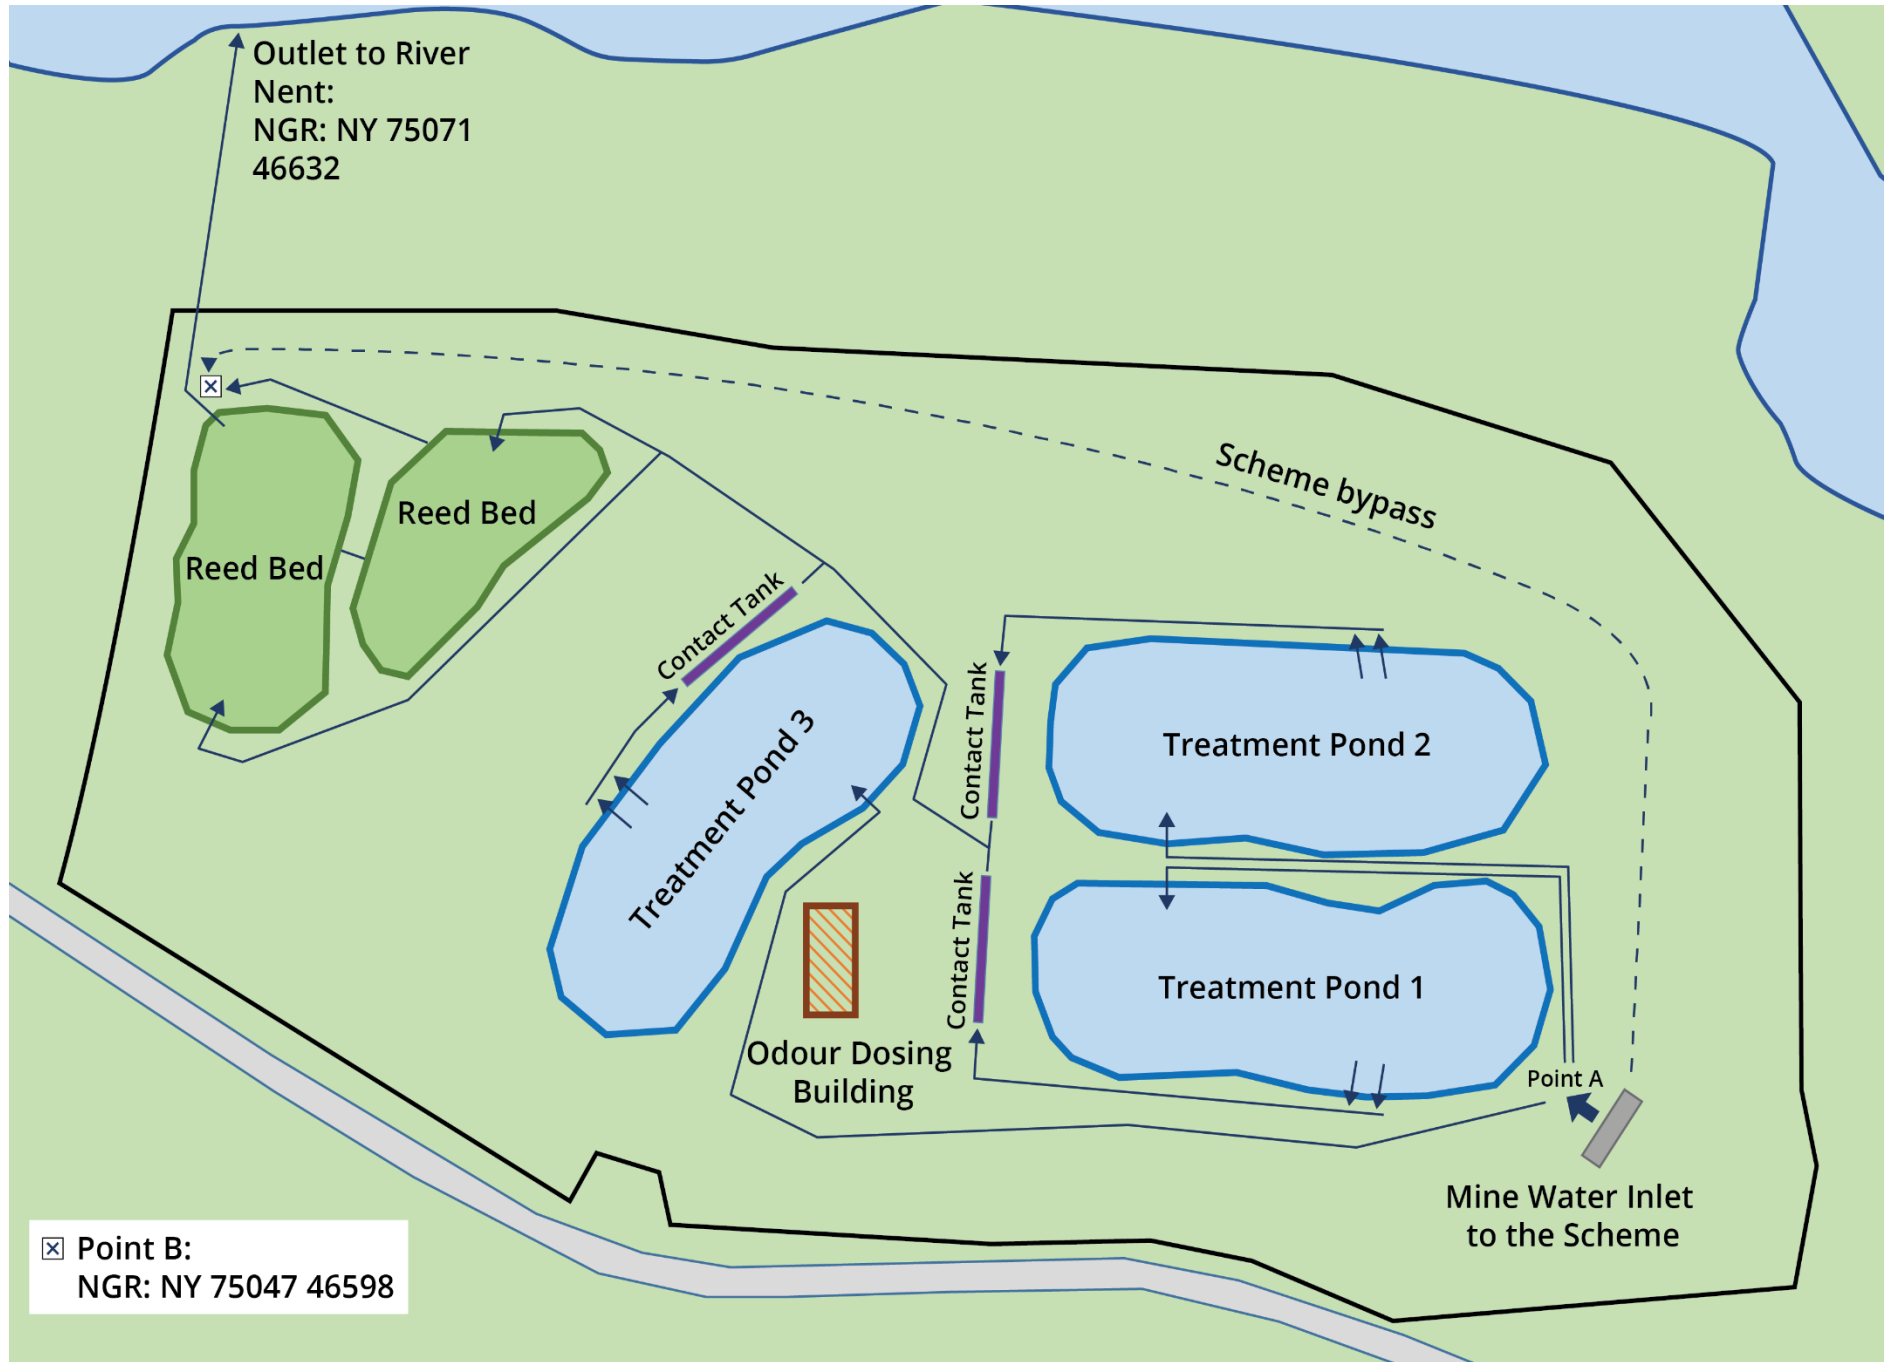 Outlet to River
Nent:
NGR: NY 75071
46632
Scheme bypass
Reed Bed
Reed Bed
Contact Tank
Contact Tank
Treatment Pond 2
Treatment Pond 3
Contact Tank
Treatment Pond 1
Odour Dosing
Building
Point A
Mine Water Inlet
to the Scheme
Point B:
NGR: NY 75047 46598